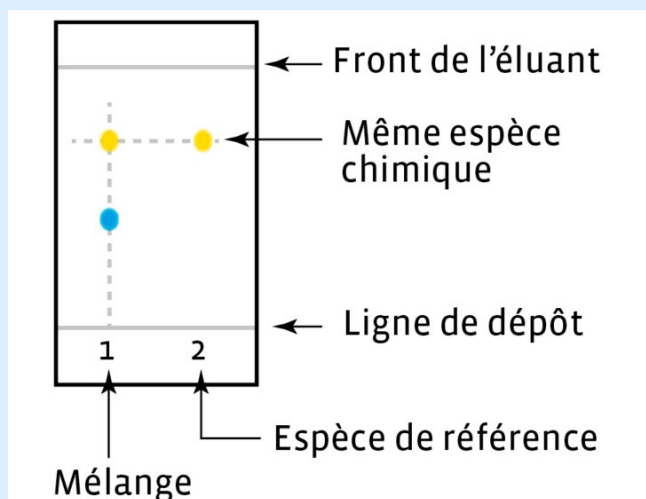 Front de l'éluant
Même espèce
chimique
Ligne de dépôt
1 2
Espèce de référence
Mélange